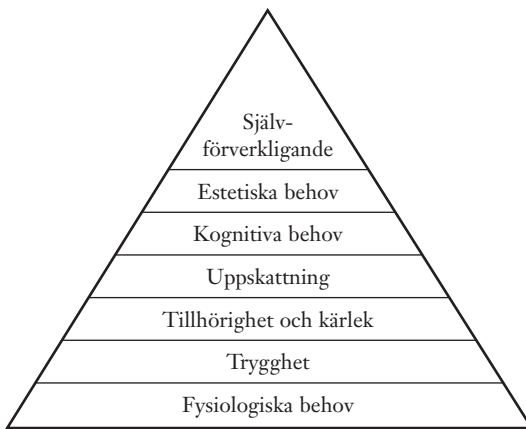 Själv-
förverkligande
Estetiska behov
Kognitiva behov
Uppskattning
Tillhörighet och kärlek
Trygghet
Fysiologiska behov